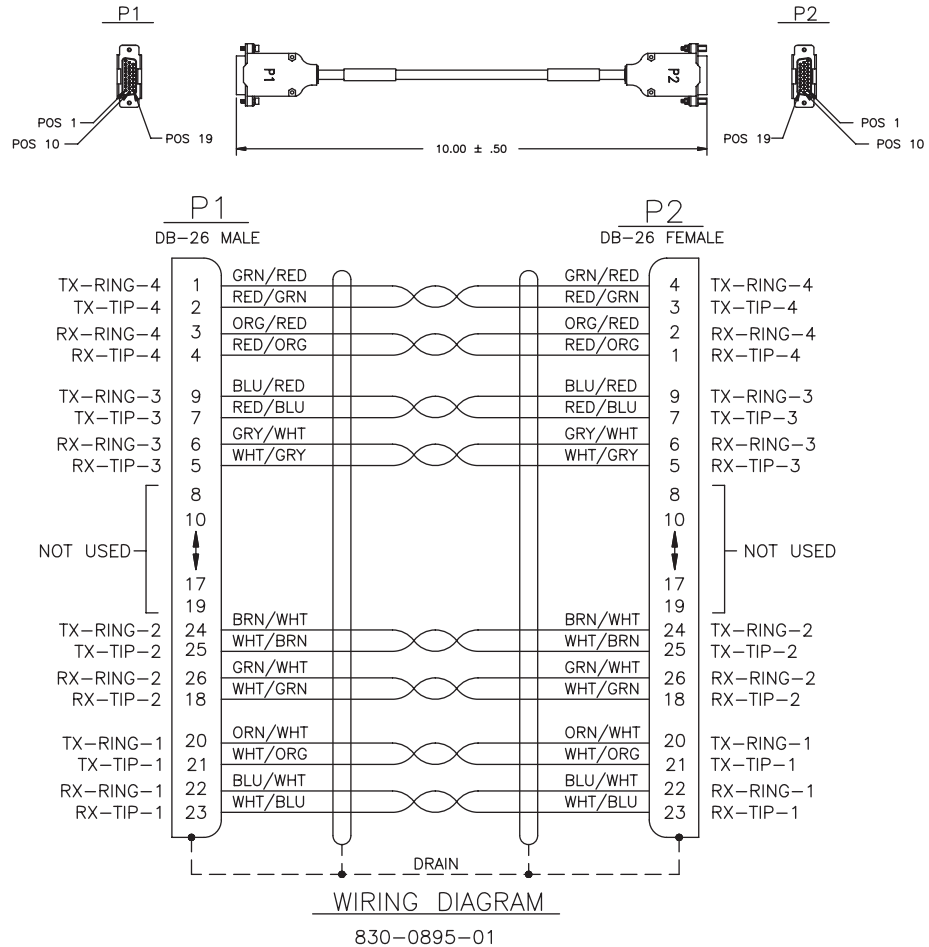 P1 P2
POS 1
POS 10
POS 19
P1
P2
10.00 ± .50
POS 19
POS 1
POS 10
P1 P2
DB-26 MALE DB-26 FEMALE
TX-RING-4 1 GRN/RED GRN/RED 4 TX-RING-4
TX-TIP-4 2 RED/GRN RED/GRN 3 TX-TIP-4
RX-RING-4 3 ORG/RED ORG/RED 2 RX-RING-4
RX-TIP-4 4 RED/ORG RED/ORG 1 RX-TIP-4
TX-RING-3 9 BLU/RED BLU/RED 9 TX-RING-3
TX-TIP-3 7 RED/BLU RED/BLU 7 TX-TIP-3
RX-RING-3 6 GRY/WHT GRY/WHT 6 RX-RING-3
RX-TIP-3 5 WHT/GRY WHT/GRY 5 RX-TIP-3
8 8
10 10
NOT USED NOT USED
17 17
19 19
TX-RING-2 24 BRN/WHT BRN/WHT 24 TX-RING-2
TX-TIP-2 25 WHT/BRN WHT/BRN 25 TX-TIP-2
RX-RING-2 26 GRN/WHT GRN/WHT 26 RX-RING-2
RX-TIP-2 18 WHT/GRN WHT/GRN 18 RX-TIP-2
TX-RING-1 20 ORN/WHT ORN/WHT 20 TX-RING-1
TX-TIP-1 21 WHT/ORG WHT/ORG 21 TX-TIP-1
RX-RING-1 22 BLU/WHT BLU/WHT 22 RX-RING-1
RX-TIP-1 23 WHT/BLU WHT/BLU 23 RX-TIP-1
DRAIN
WIRING DIAGRAM
830-0895-01